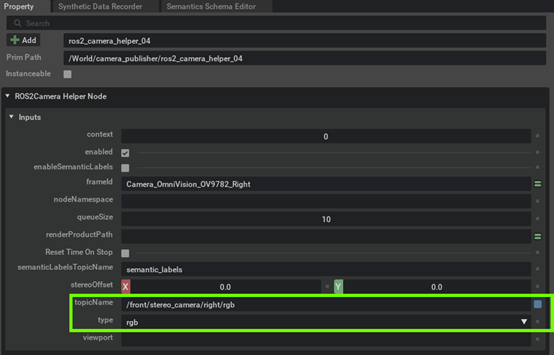 Property
Synthetic Data Recorder
Semantics Schema Editor
Search
Add ros2_camera_helper_04
Prim Path /World/camera_publisher/ros2_camera_helper_04
Instanceable
ROS2Camera Helper Node
Inputs
context 0
enabled
enableSemanticLabels
frameId Camera_OmniVision_OV9782_Right
nodeNamespace
queueSize 10
renderProductPath
Reset Time On Stop
semanticLabelsTopicName semantic_labels
stereoOffset X 0.0 Y 0.0
topicName /front/stereo_camera/right/rgb
type rgb
viewport